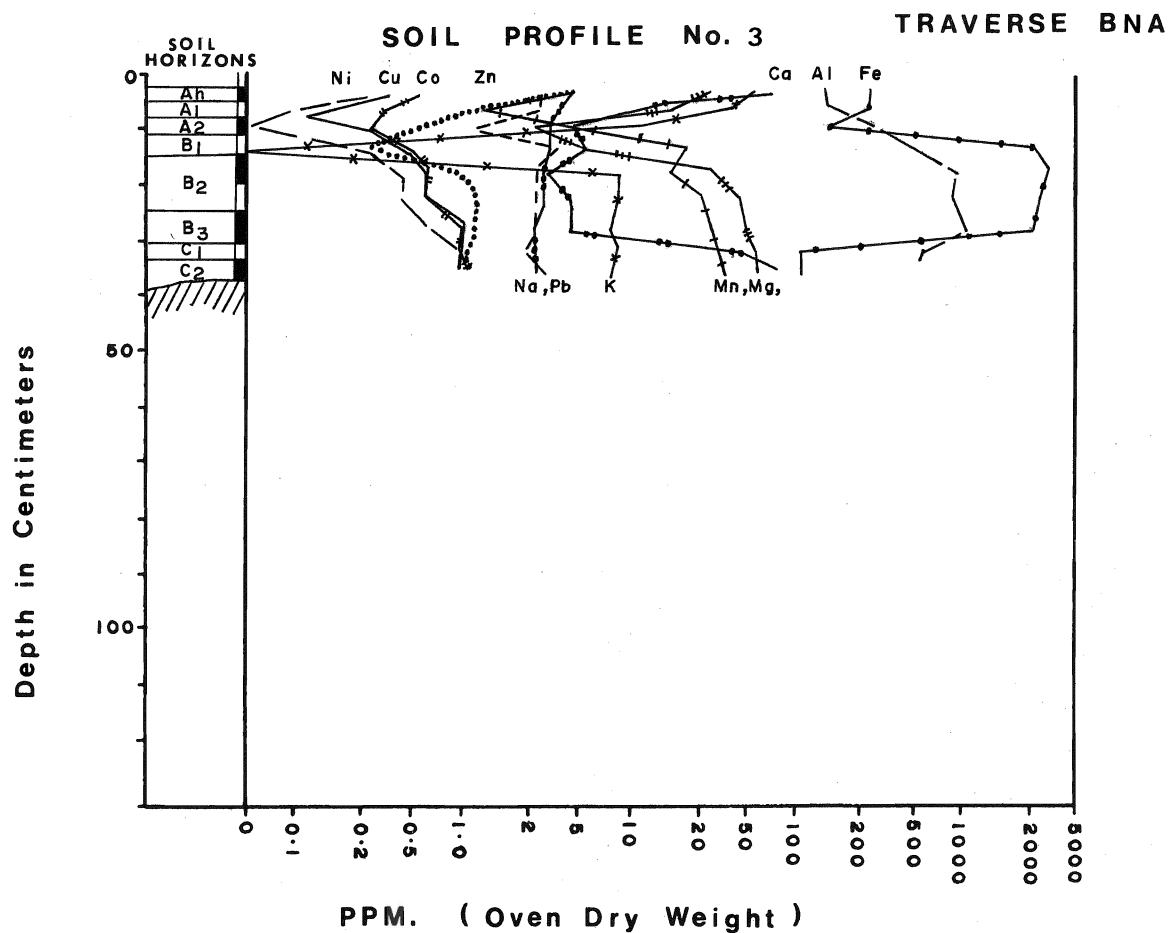 SOIL PROFILE No. 3
TRAVERSE BNA
SOIL
HORIZONS
Ni Cu Co Zn Ca Al Fe
0
Ah
A1
A2
B1
B2
B3
C1
C2
Na,Pb K Mn,Mg,
50
100
Depth in Centimeters
0 0.1 0.2 0.5 1.0 2 5 10 20 50 100 200 500 1000 2000 5000
PPM. ( Oven Dry Weight )